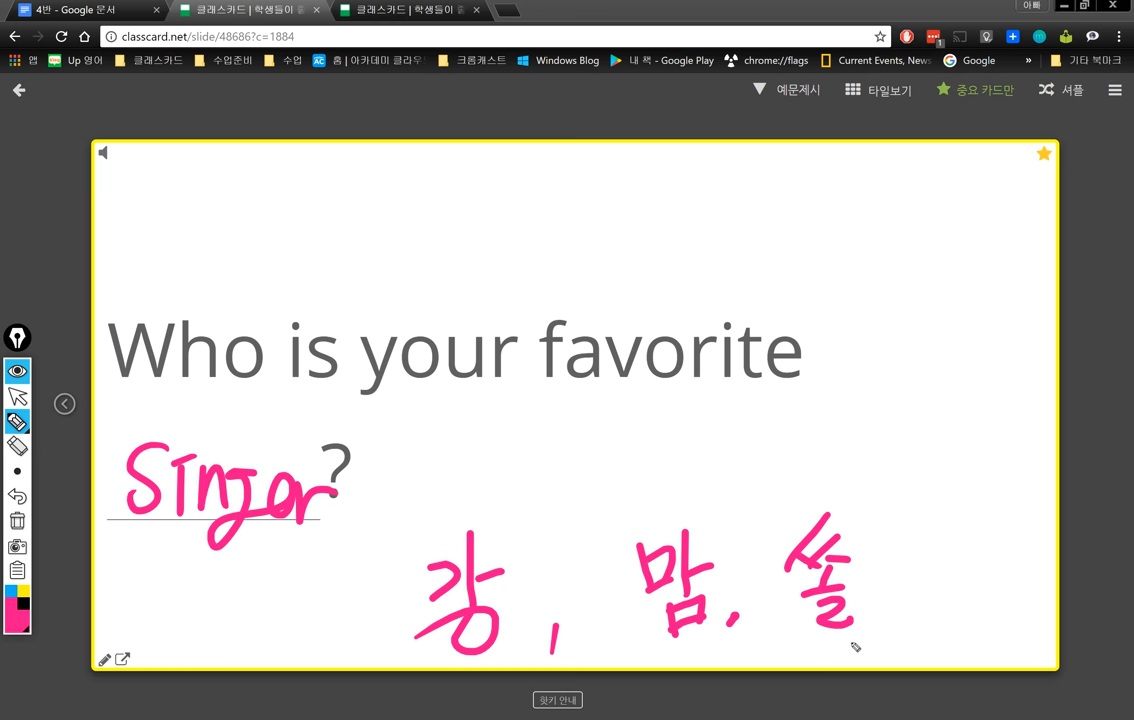 4반 - Google 문서
클래스카드 | 학생들이 좋
클래스카드 | 학생들이 좋
아빠
classcard.net/slide/48686?c=1884
앱
Up 영어
클래스카드
수업준비
수업
홈 | 아카데미 클라우
크롬캐스트
Windows Blog
내 책 - Google Play
chrome://flags
Current Events, News
Google
»
기타 북마크
예문제시
타일보기
중요 카드만
셔플
Who is your favorite
Singer ?
강, 맘. 쏠
핫키 안내